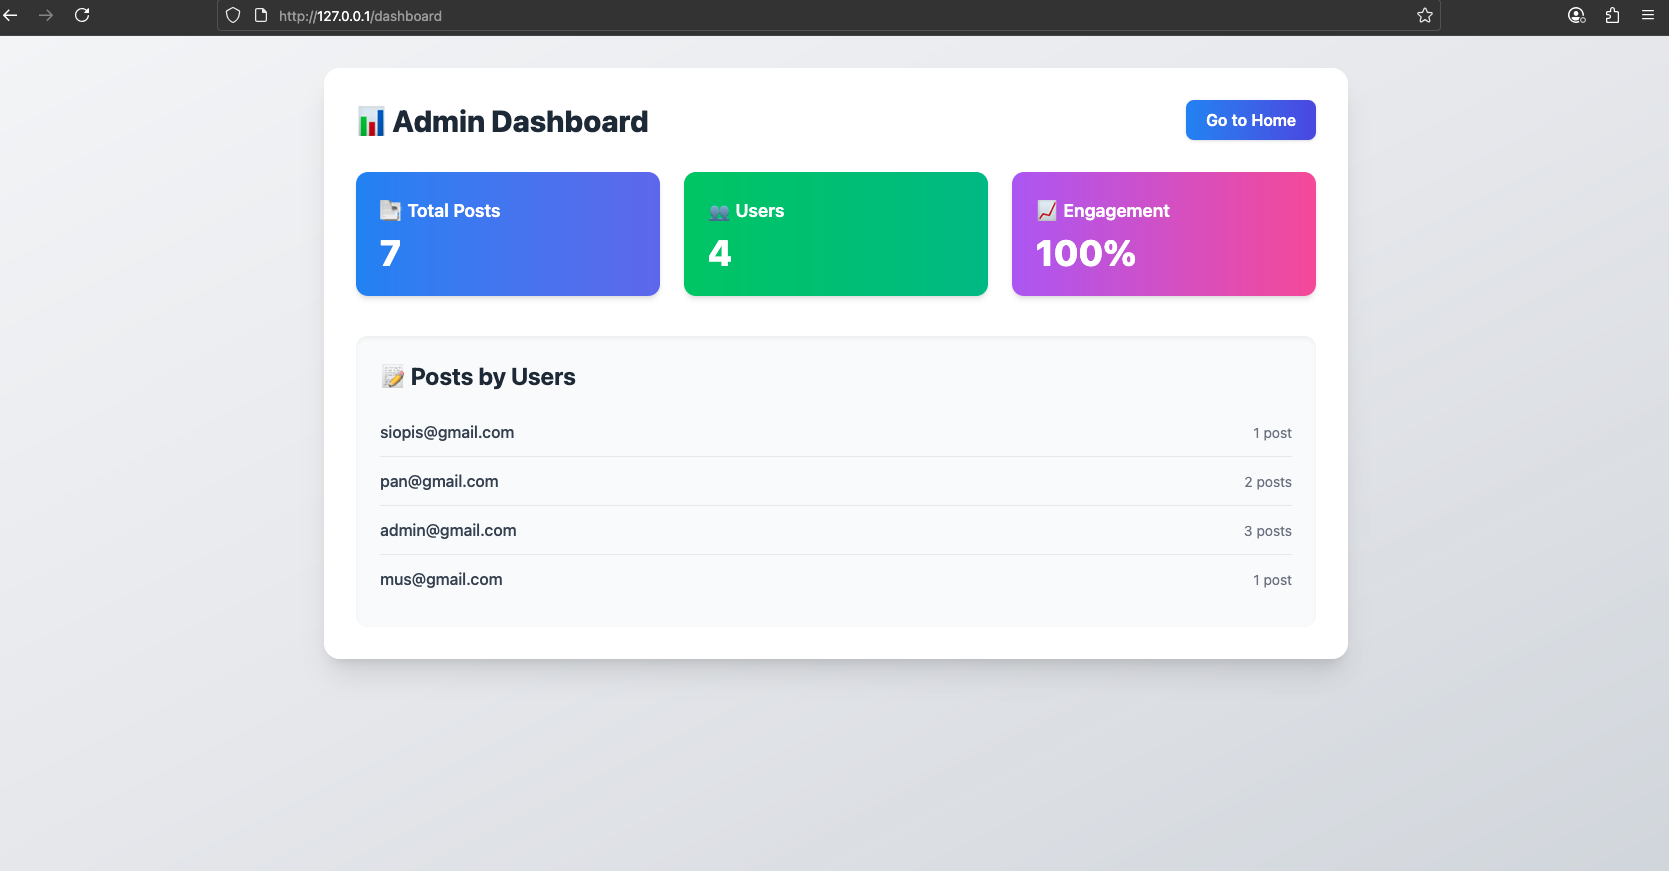 http://127.0.0.1/dashboard
Admin Dashboard
Go to Home
Total Posts
7
Users
4
Engagement
100%
Posts by Users
siopis@gmail.com 1 post
pan@gmail.com 2 posts
admin@gmail.com 3 posts
mus@gmail.com 1 post